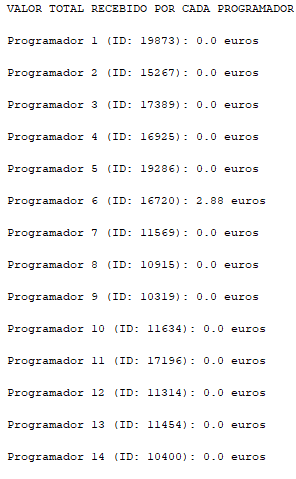 VALOR TOTAL RECEBIDO POR CADA PROGRAMADOR
Programador 1 (ID: 19873): 0.0 euros
Programador 2 (ID: 15267): 0.0 euros
Programador 3 (ID: 17389): 0.0 euros
Programador 4 (ID: 16925): 0.0 euros
Programador 5 (ID: 19286): 0.0 euros
Programador 6 (ID: 16720): 2.88 euros
Programador 7 (ID: 11569): 0.0 euros
Programador 8 (ID: 10915): 0.0 euros
Programador 9 (ID: 10319): 0.0 euros
Programador 10 (ID: 11634): 0.0 euros
Programador 11 (ID: 17196): 0.0 euros
Programador 12 (ID: 11314): 0.0 euros
Programador 13 (ID: 11454): 0.0 euros
Programador 14 (ID: 10400): 0.0 euros